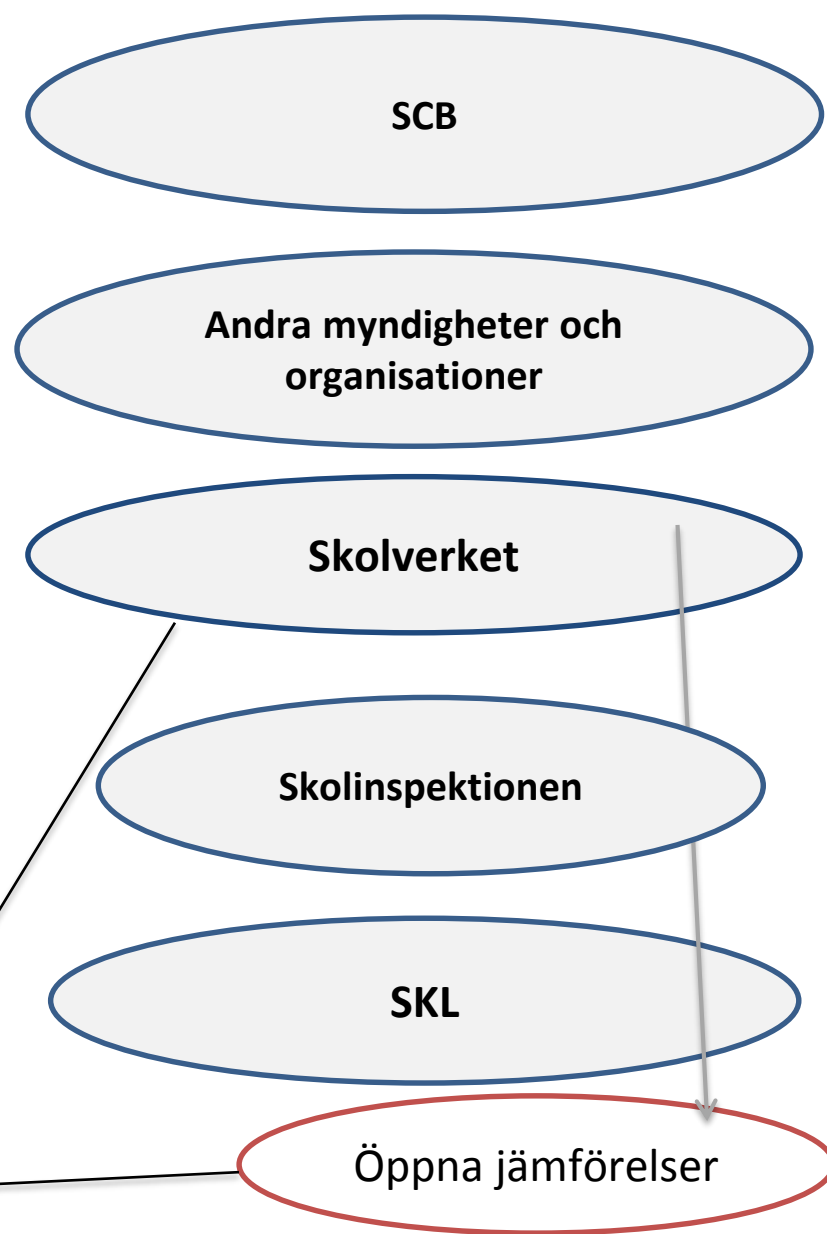 SCB
Andra myndigheter och
organisationer
Skolverket
Skolinspektionen
SKL
Öppna jämförelser